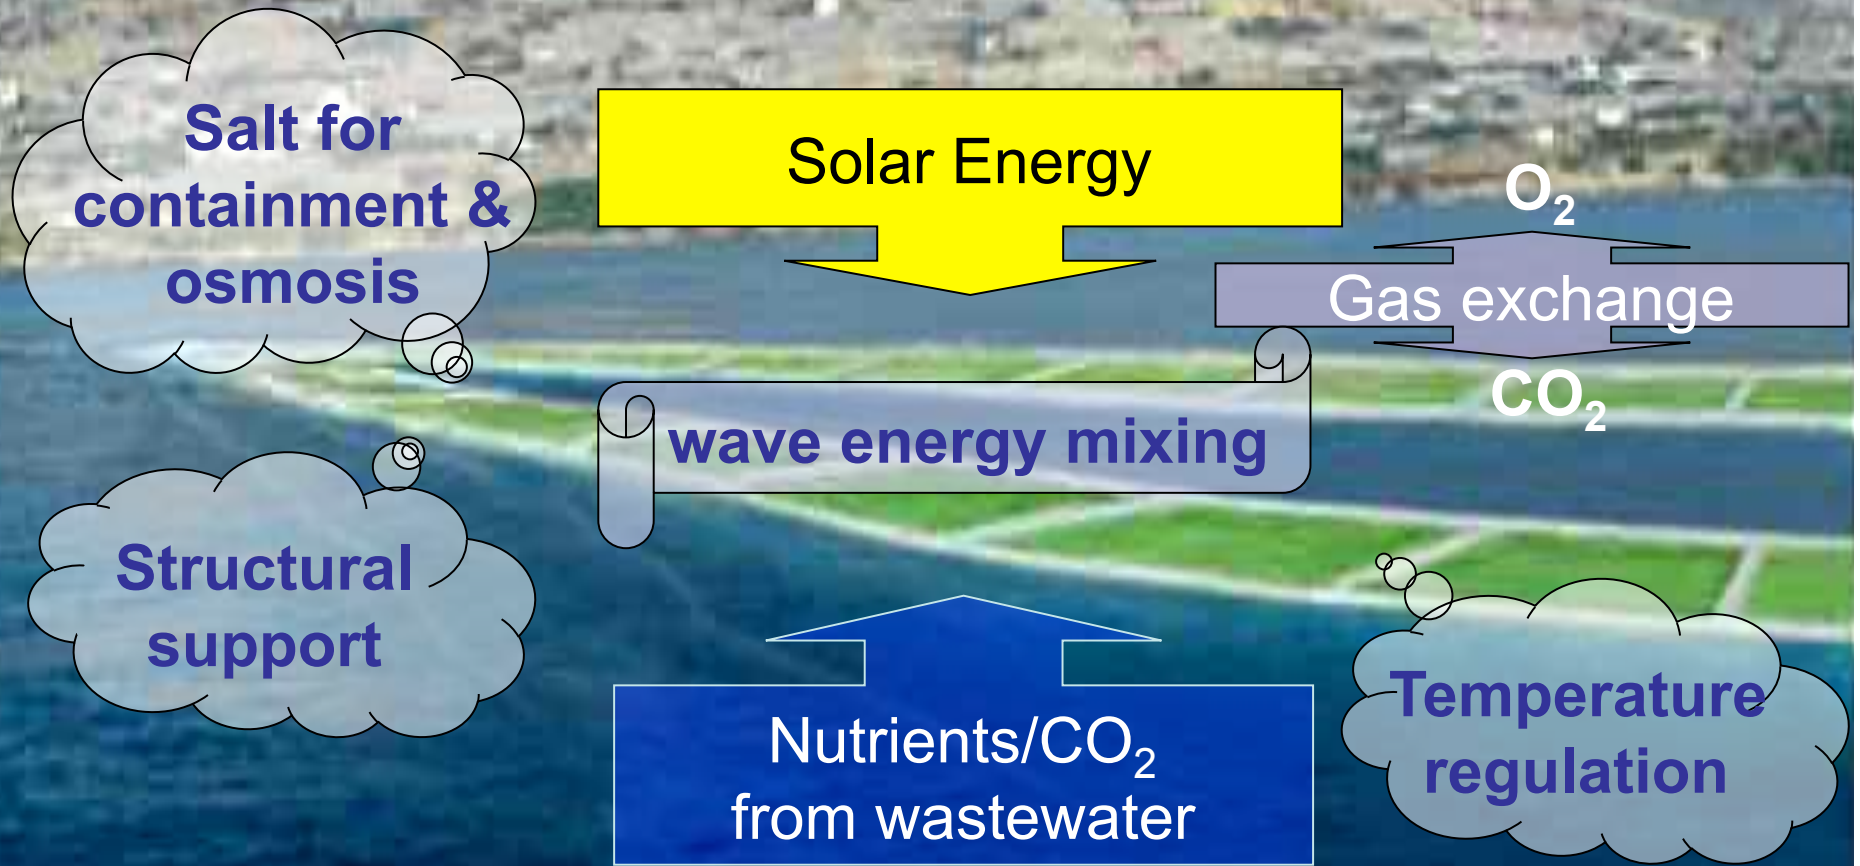 Salt for
containment &
osmosis
Solar Energy
O₂
Gas exchange
CO₂
wave energy mixing
Structural
support
Nutrients/CO₂
from wastewater
Temperature
regulation